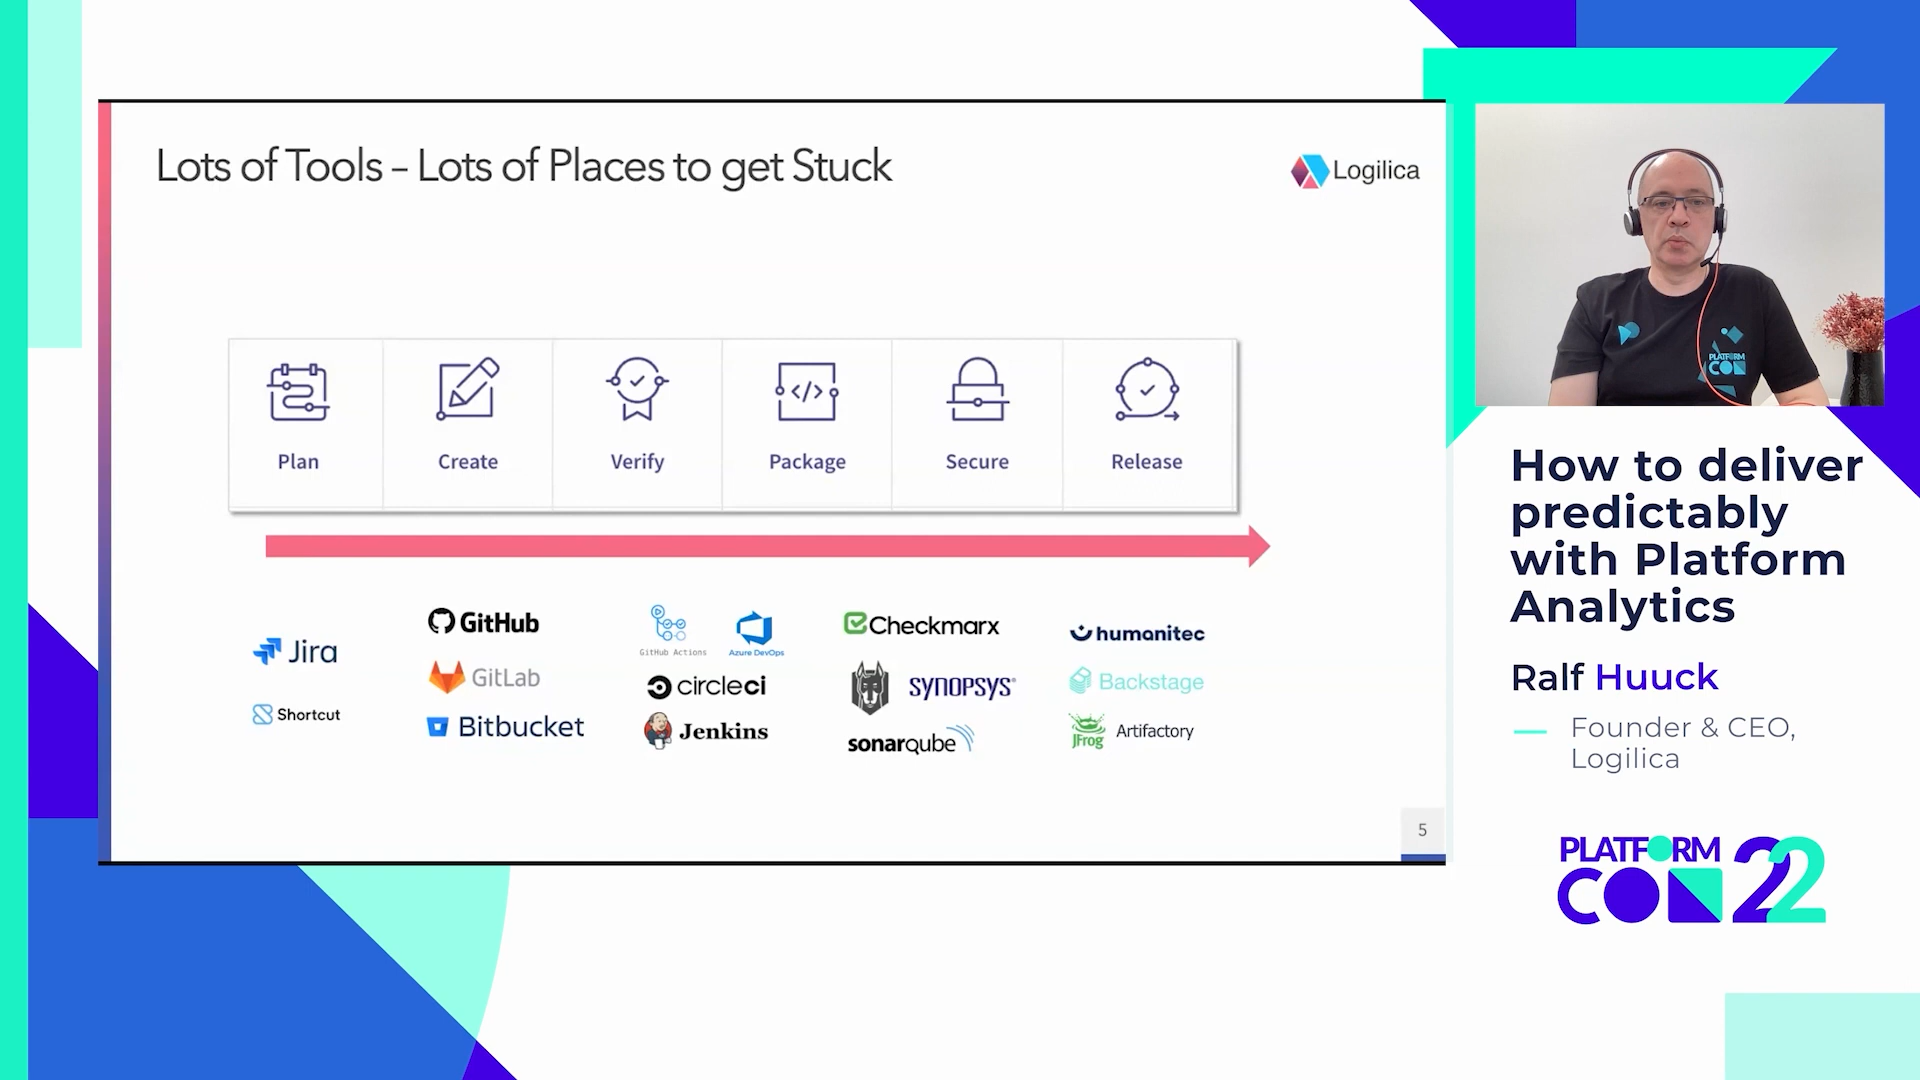 Lots of Tools – Lots of Places to get Stuck
Logilica
Plan
Create
Verify
Package
Secure
Release
Jira
Shortcut
GitHub
GitLab
Bitbucket
GitHub Actions
Azure DevOps
circleci
Jenkins
Checkmarx
SYNOPSYS®
sonarqube
humanitec
Backstage
JFrog Artifactory
5
PLATFORM
CON
How to deliver
predictably
with Platform
Analytics
Ralf Huuck
Founder & CEO,
Logilica
PLATFORM
CON 22